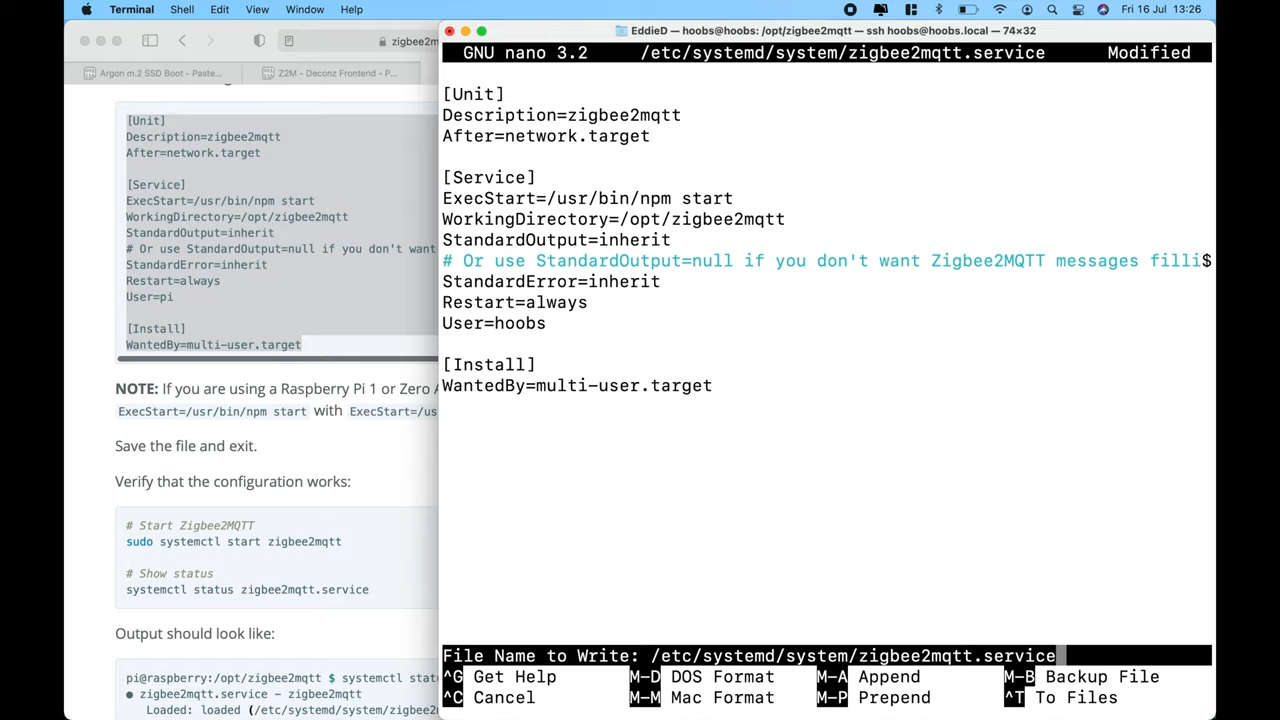 Terminal Shell Edit View Window Help Fri 16 Jul 13:26
zigbee2m
Argon m.2 SSD Boot - Paste...
Z2M - Deconz Frontend - P...
[Unit]
Description=zigbee2mqtt
After=network.target
[Service]
ExecStart=/usr/bin/npm start
WorkingDirectory=/opt/zigbee2mqtt
StandardOutput=inherit
# Or use StandardOutput=null if you don't want
StandardError=inherit
Restart=always
User=pi
[Install]
WantedBy=multi-user.target
NOTE: If you are using a Raspberry Pi 1 or Zero A
ExecStart=/usr/bin/npm start with ExecStart=/us
Save the file and exit.
Verify that the configuration works:
# Start Zigbee2MQTT
sudo systemctl start zigbee2mqtt
# Show status
systemctl status zigbee2mqtt.service
Output should look like:
pi@raspberry:/opt/zigbee2mqtt $ systemctl stat
● zigbee2mqtt.service - zigbee2mqtt
Loaded: loaded (/etc/systemd/system/zigbee2
EddieD — hoobs@hoobs: /opt/zigbee2mqtt — ssh hoobs@hoobs.local — 74×32
GNU nano 3.2 /etc/systemd/system/zigbee2mqtt.service Modified
[Unit]
Description=zigbee2mqtt
After=network.target
[Service]
ExecStart=/usr/bin/npm start
WorkingDirectory=/opt/zigbee2mqtt
StandardOutput=inherit
# Or use StandardOutput=null if you don't want Zigbee2MQTT messages filli$
StandardError=inherit
Restart=always
User=hoobs
[Install]
WantedBy=multi-user.target
File Name to Write: /etc/systemd/system/zigbee2mqtt.service
^G Get Help M-D DOS Format M-A Append M-B Backup File
^C Cancel M-M Mac Format M-P Prepend ^T To Files